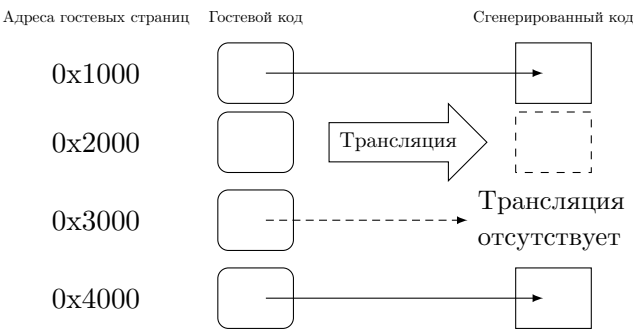 Адреса гостевых страниц Гостевой код Сгенерированный код
0x1000
0x2000 Трансляция
0x3000 Трансляция
отсутствует
0x4000